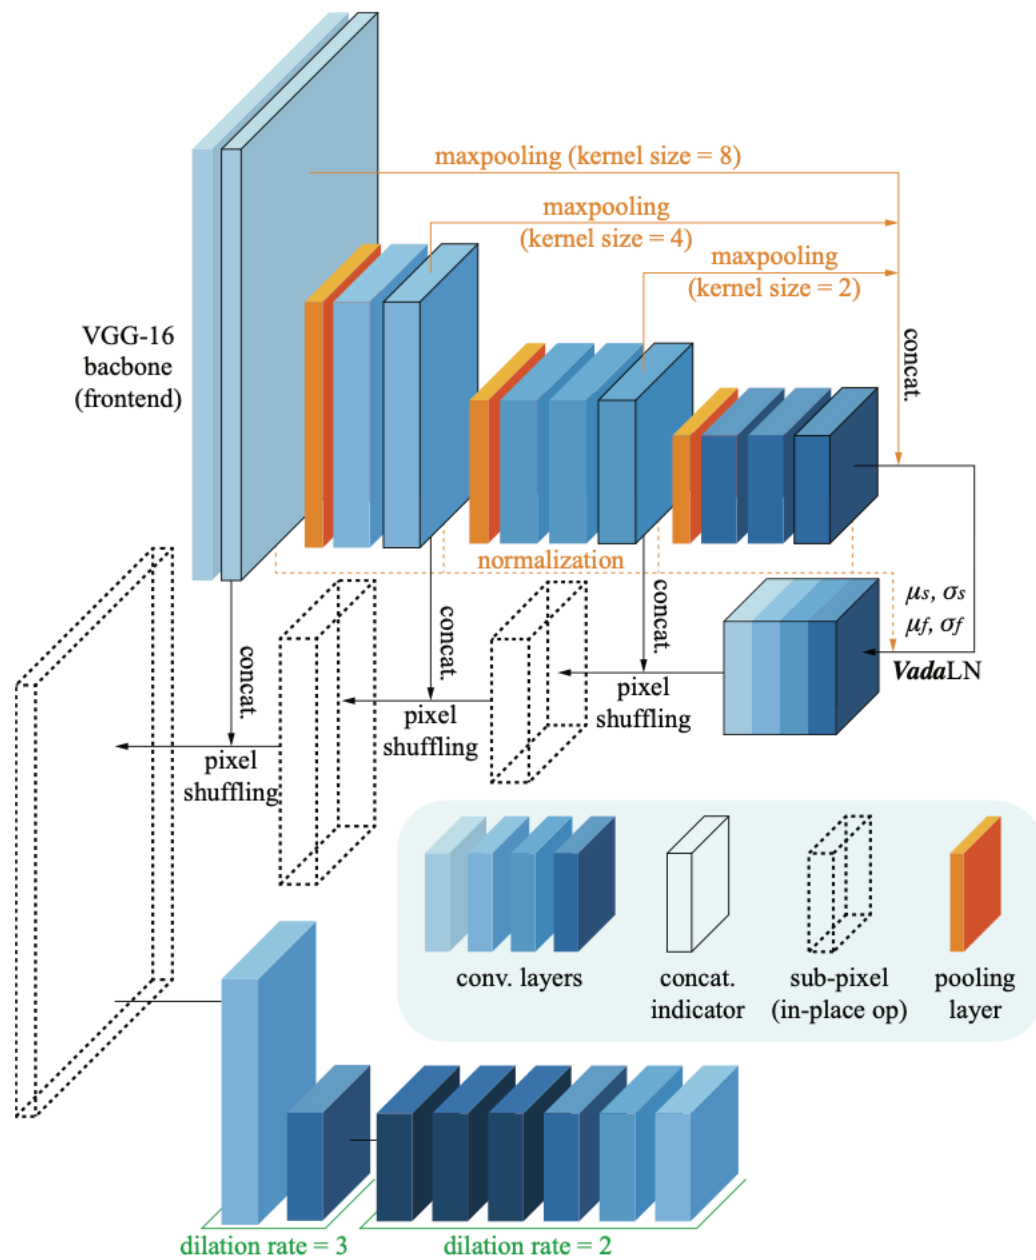 maxpooling (kernel size = 8)
maxpooling
(kernel size = 4)
maxpooling
(kernel size = 2)
VGG-16
bacbone
(frontend)
concat.
normalization
μs, σs
μf, σf
VadaLN
concat.
concat.
concat.
pixel
shuffling
pixel
shuffling
pixel
shuffling
conv. layers
concat.
indicator
sub-pixel
(in-place op)
pooling
layer
dilation rate = 3
dilation rate = 2